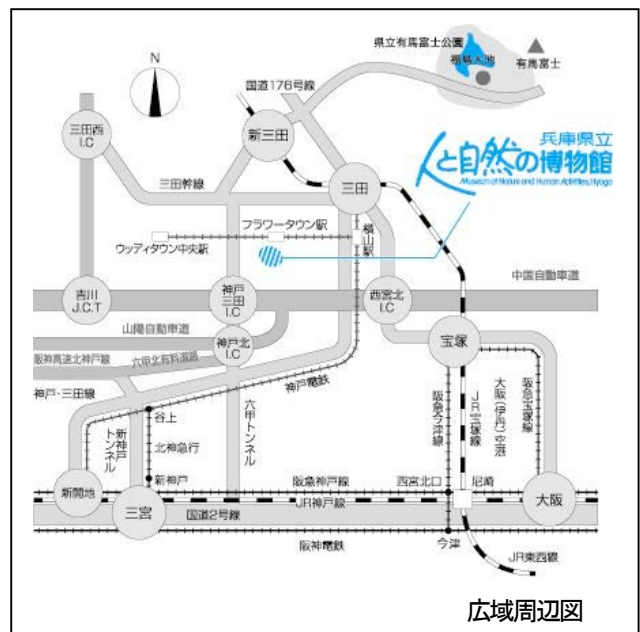 県立有馬富士公園
福島大池
有馬富士
N
国道176号線
三田西
I.C
新三田
兵庫県立
人と自然の博物館
Museum of Nature and Human Activities, Hyogo
三田幹線
三田
フラワータウン駅
横山駅
ウッディタウン中央駅
中国自動車道
吉川
J.C.T
神戸
三田
I.C
西宮北
I.C
山陽自動車道
神戸北
I.C
宝塚
阪神高速北神戸線
六甲北有料道路
神戸・三田線
神戸電鉄
谷上
新神戸
トンネル
北神急行
六甲トンネル
阪急今津線
JR宝塚線
大阪(伊丹)空港
阪急宝塚線
新開地
新神戸
阪急神戸線
西宮北口
尼崎
大阪
JR神戸線
三宮
国道2号線
阪神電鉄
今津
JR東西線
広域周辺図